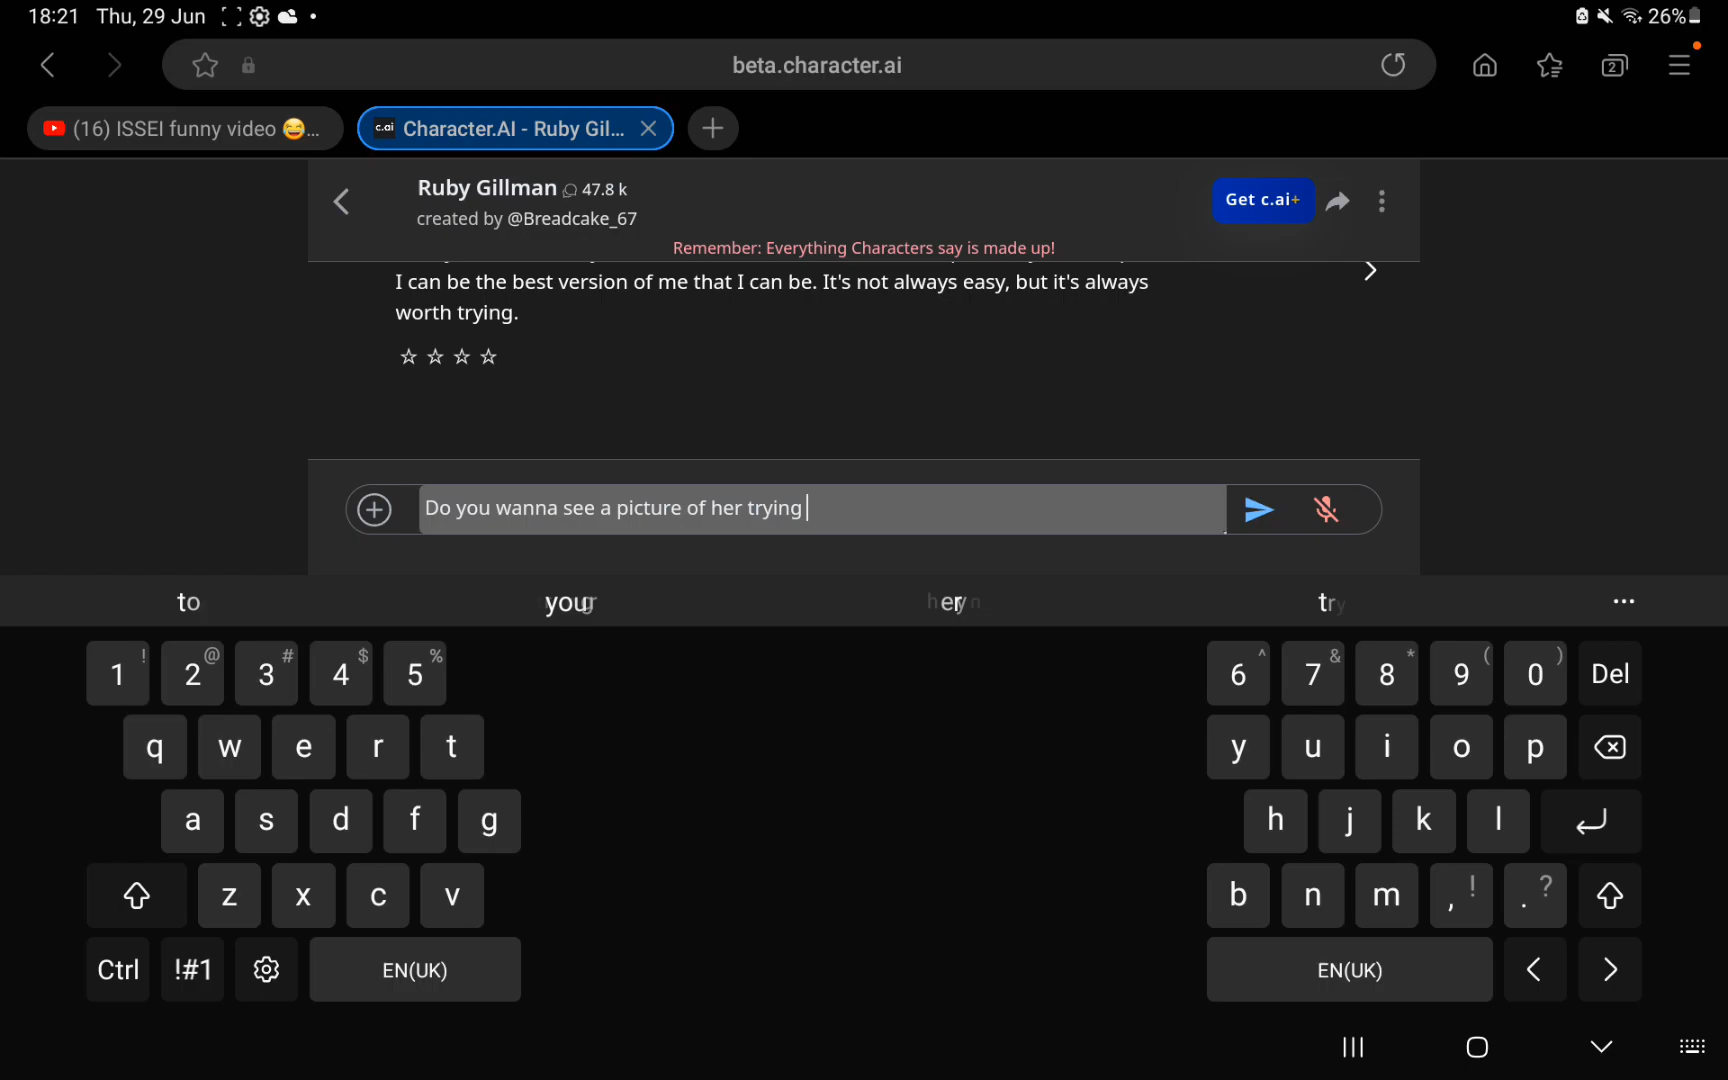 18:21 Thu, 29 Jun 26%
beta.character.ai 2
(16) ISSEI funny video 😂... c.ai Character.AI - Ruby Gil...
Ruby Gillman 47.8 k
created by @Breadcake_67
Get c.ai+
Remember: Everything Characters say is made up!
I can be the best version of me that I can be. It's not always easy, but it's always
worth trying.
Do you wanna see a picture of her trying
to your
1 ! 2 @ 3 # 4 $ 5 % 6 ^ 7 & 8 * 9 ( 0 ) Del
q w e r t y u i o p
a s d f g h j k l
z x c v b n m , ! . ?
Ctrl !#1 EN(UK) EN(UK)